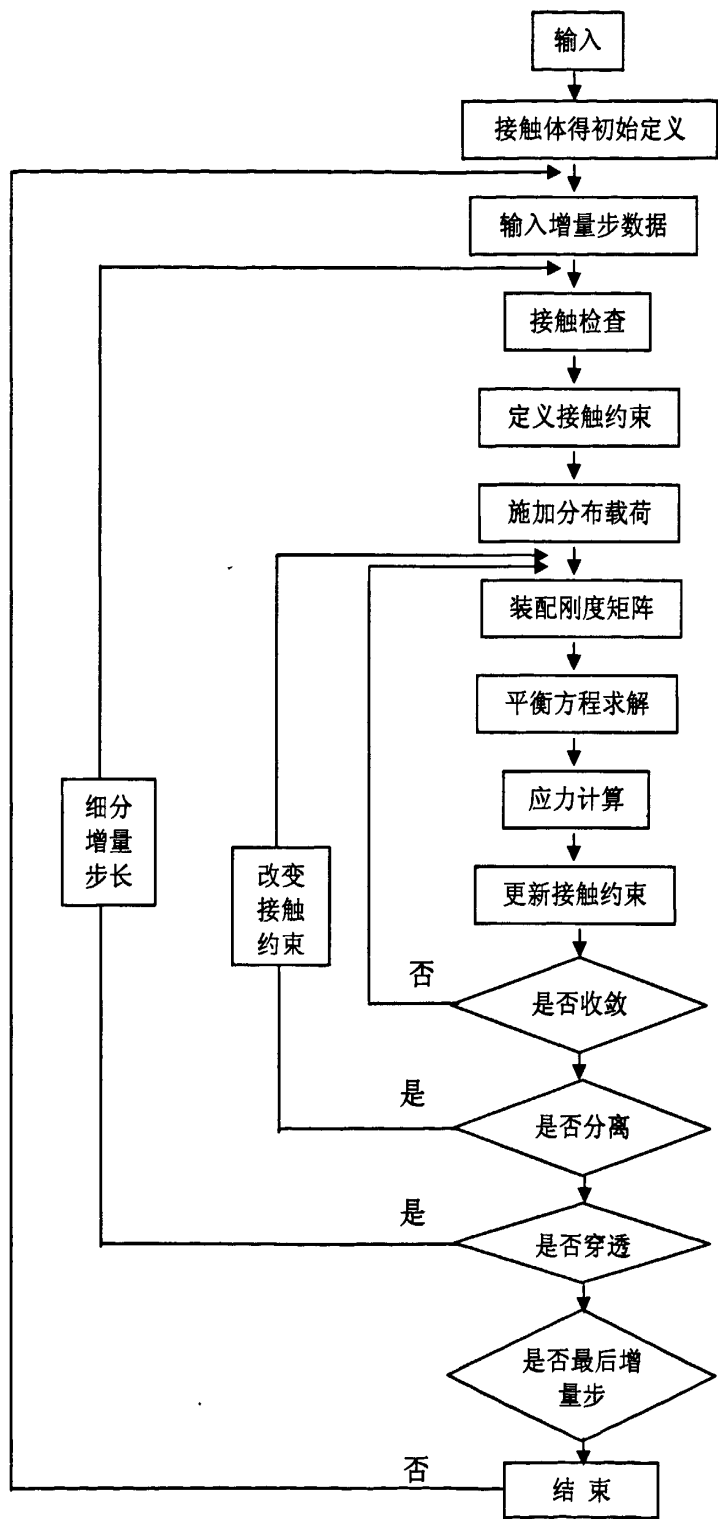 输入
接触体得初始定义
输入增量步数据
接触检查
定义接触约束
施加分布载荷
装配刚度矩阵
平衡方程求解
应力计算
细分
增量
步长
改变
接触
约束
更新接触约束
否
是否收敛
是
是否分离
是
是否穿透
是否最后增
量步
否
结 束